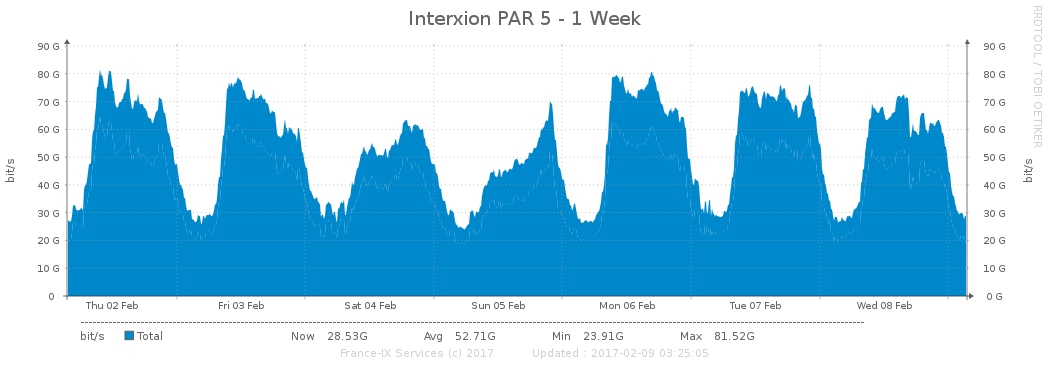 Interxion PAR 5 - 1 Week
RRDTOOL / TOBI OETIKER
90 G 90 G
80 G 80 G
70 G 70 G
60 G 60 G
50 G 50 G
40 G 40 G
30 G 30 G
20 G 20 G
10 G 10 G
0 0 G
bit/s
bit/s
Thu 02 Feb Fri 03 Feb Sat 04 Feb Sun 05 Feb Mon 06 Feb Tue 07 Feb Wed 08 Feb
bit/s Total Now 28.53G Avg 52.71G Min 23.91G Max 81.52G
France-IX Services (c) 2017 Updated : 2017-02-09 03:25:05